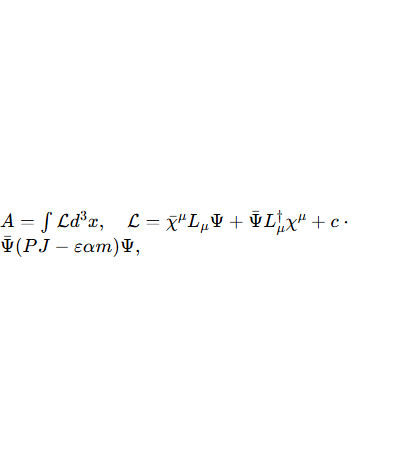 A = ∫ ℒd³x,  ℒ = χ̄^μ L_μ Ψ + Ψ̄L_μ^† χ^μ + c ·
Ψ̄(PJ − εαm)Ψ,